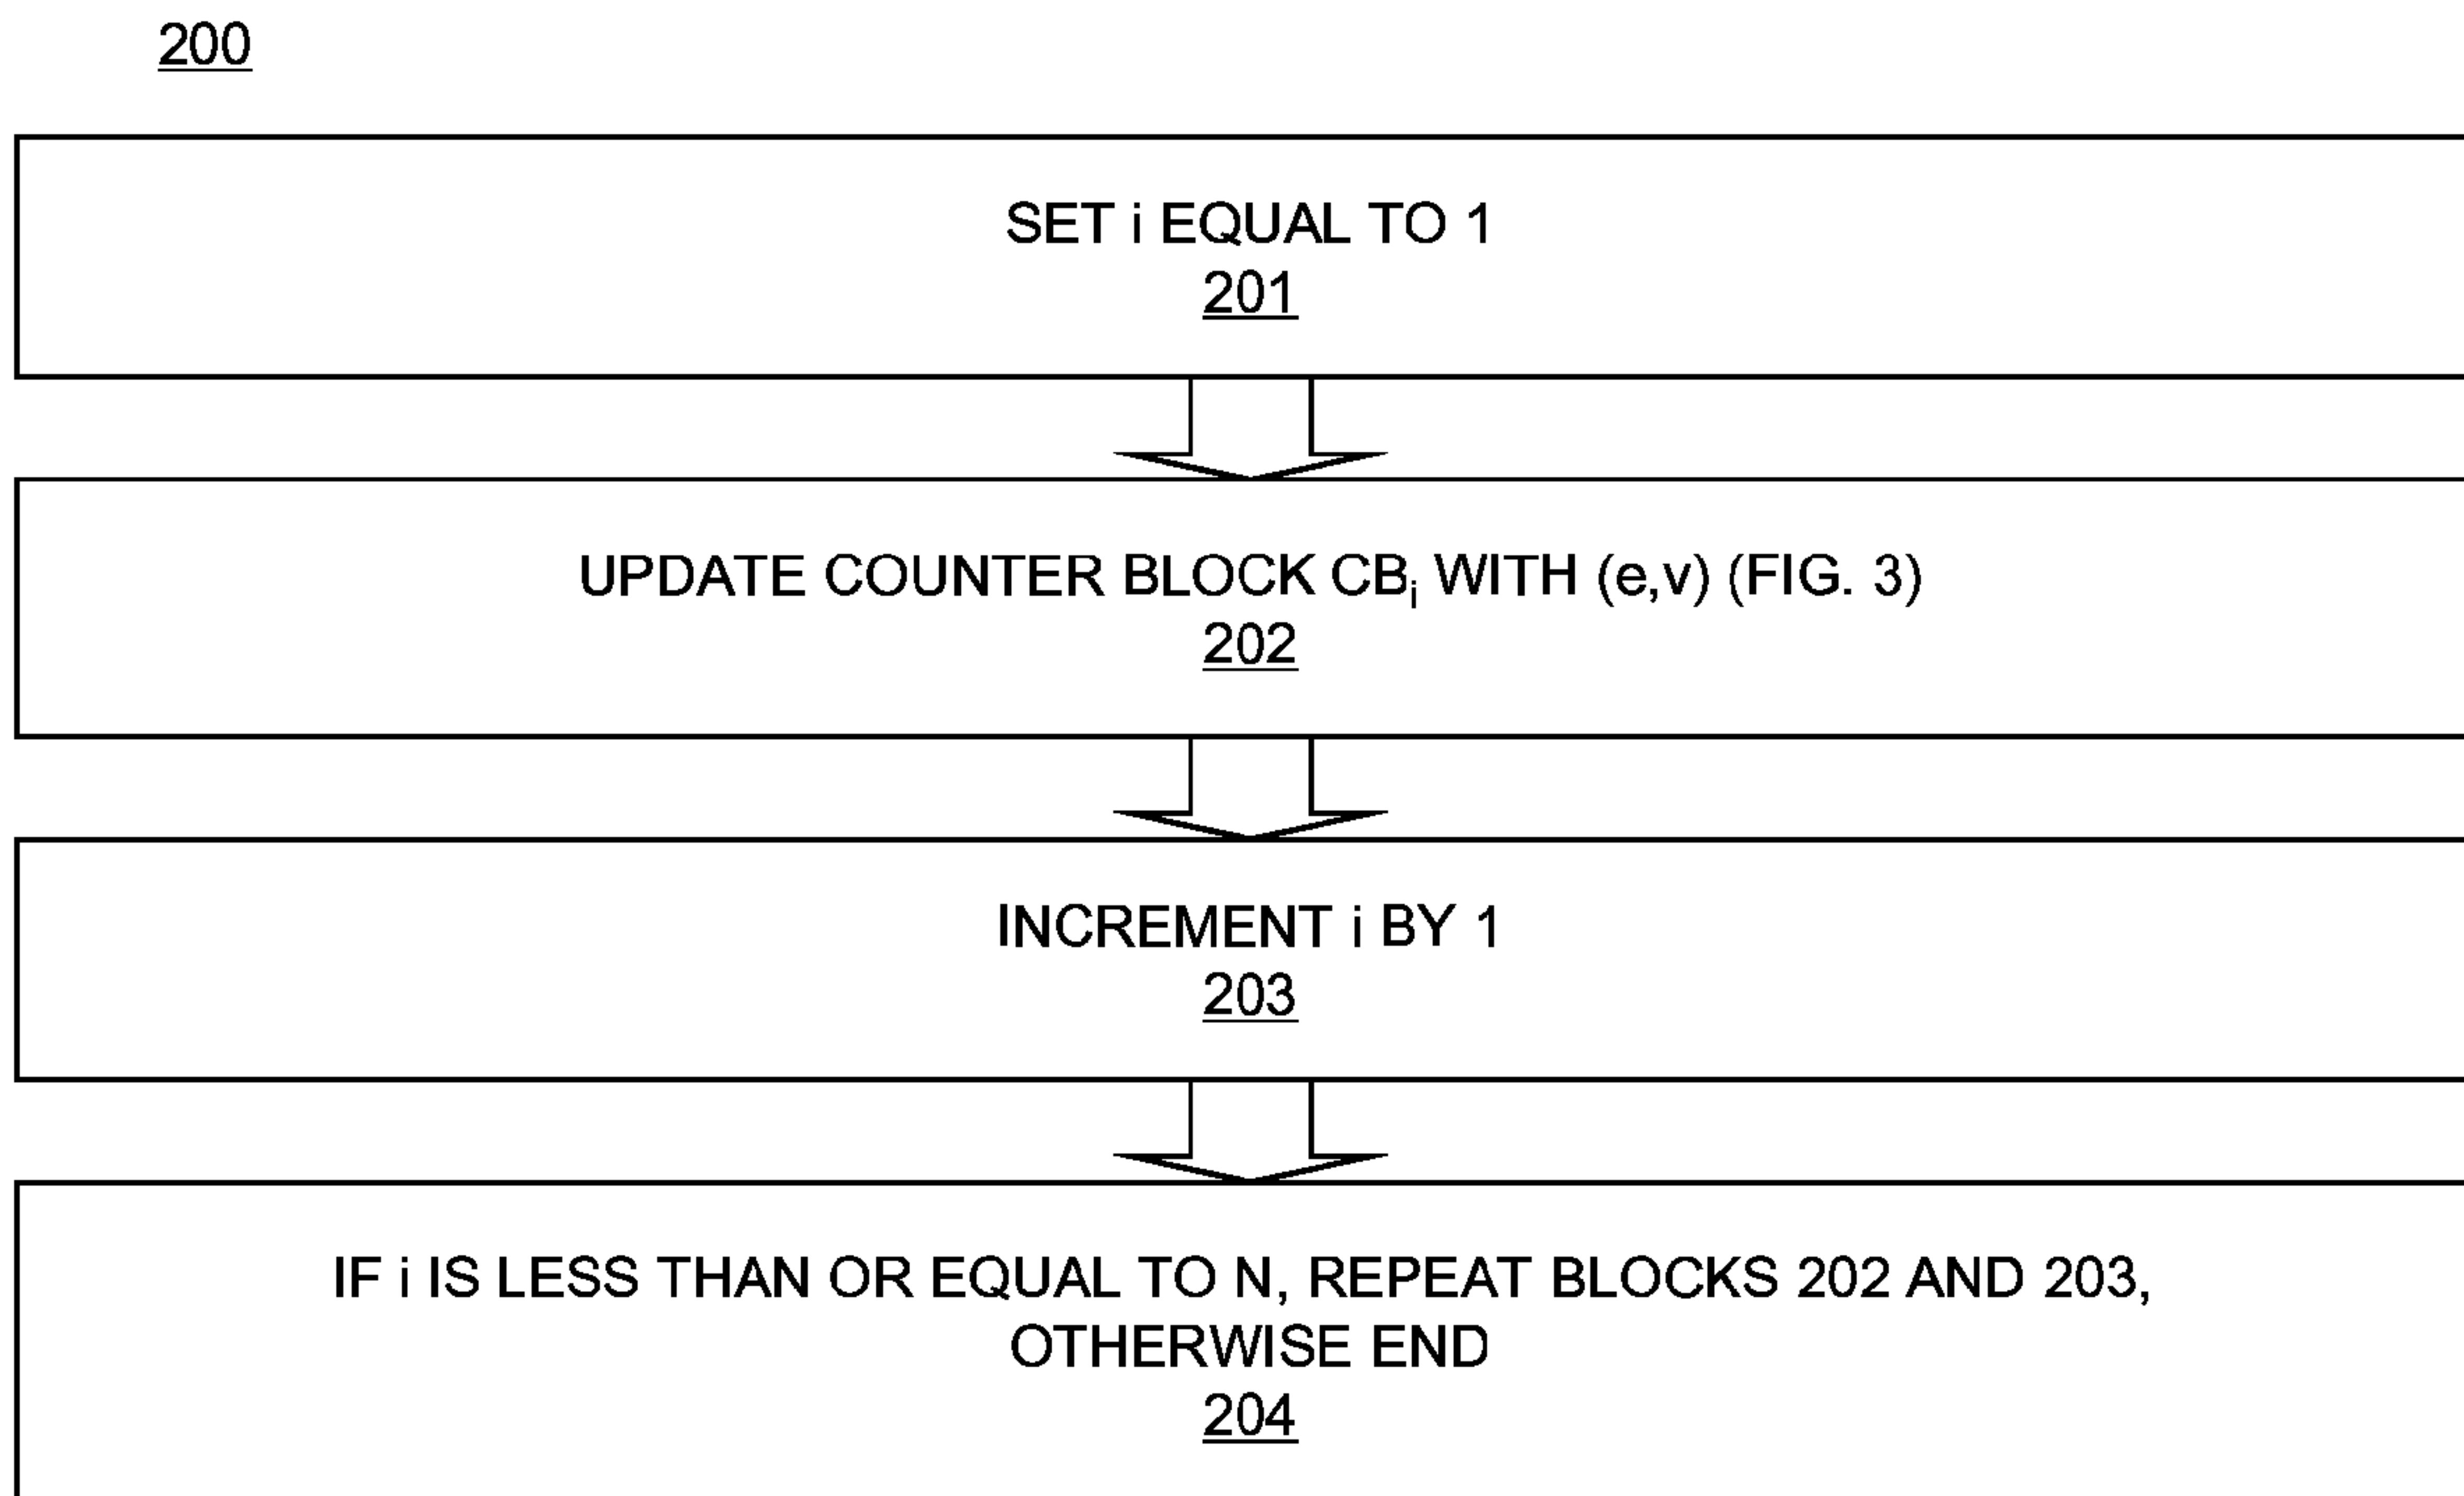 200
SET i EQUAL TO 1
201
UPDATE COUNTER BLOCK CBᵢ WITH (e,v) (FIG. 3)
202
INCREMENT i BY 1
203
IF i IS LESS THAN OR EQUAL TO N, REPEAT BLOCKS 202 AND 203,
OTHERWISE END
204